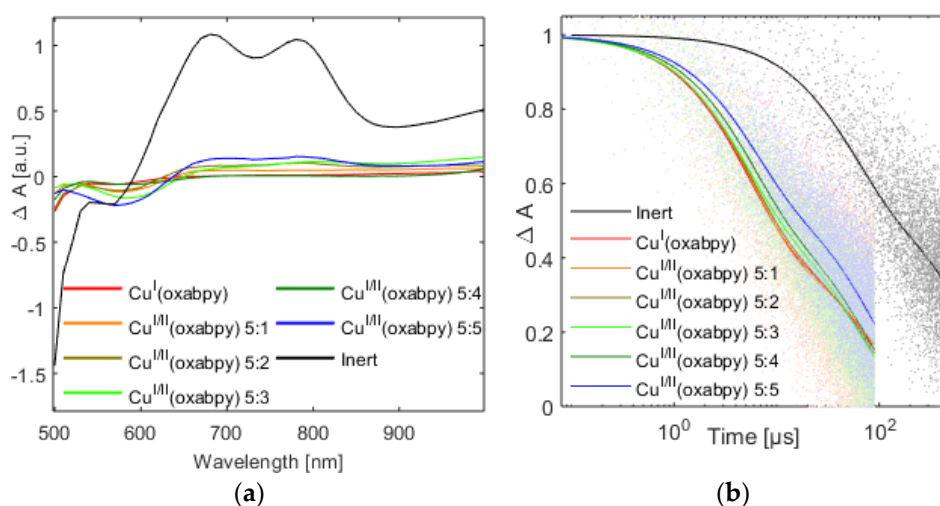 Δ A [a.u.]
1
0.5
0
-0.5
-1
-1.5
500 600 700 800 900
Wavelength [nm]
Cu^I(oxabpy)
Cu^I/II(oxabpy) 5:1
Cu^I/II(oxabpy) 5:2
Cu^I/II(oxabpy) 5:3
Cu^I/II(oxabpy) 5:4
Cu^I/II(oxabpy) 5:5
Inert
(a)
Δ A
1
0.8
0.6
0.4
0.2
0
10^0 10^2
Time [µs]
Inert
Cu^I(oxabpy)
Cu^I/II(oxabpy) 5:1
Cu^I/II(oxabpy) 5:2
Cu^I/II(oxabpy) 5:3
Cu^I/II(oxabpy) 5:4
Cu^I/II(oxabpy) 5:5
(b)